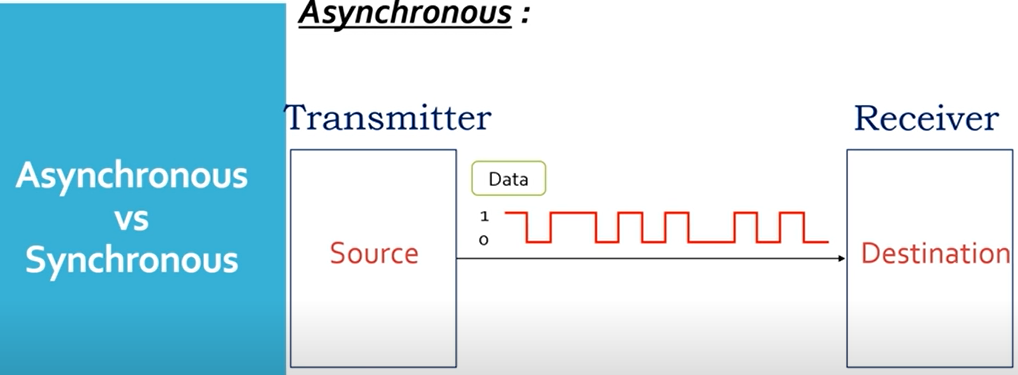 Asynchronous :
Asynchronous
vs
Synchronous
Transmitter
Receiver
Data
1
0
Source
Destination